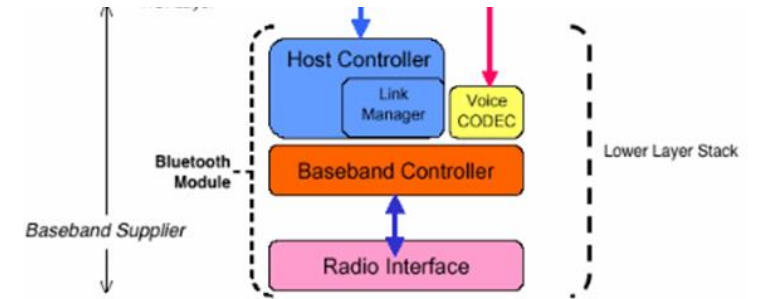 Host Controller
Link
Manager
Voice
CODEC
Bluetooth
Module
Baseband Controller
Lower Layer Stack
Baseband Supplier
Radio Interface